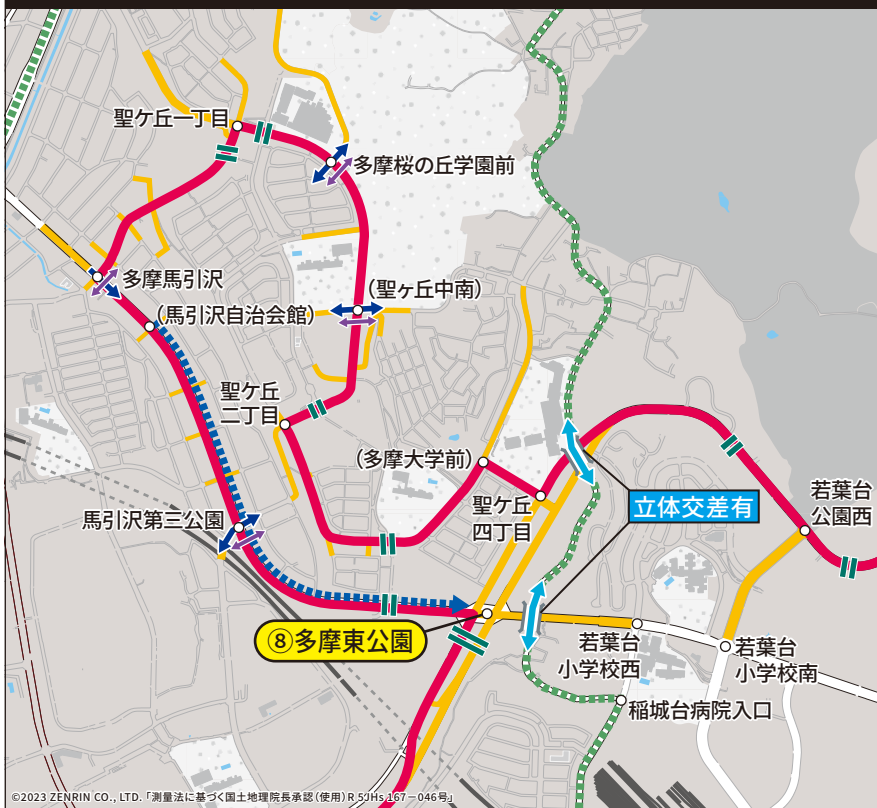 聖ケ丘一丁目
多摩桜の丘学園前
多摩馬引沢
(聖ヶ丘中南)
(馬引沢自治会館)
聖ケ丘
二丁目
(多摩大学前)
聖ケ丘
四丁目
立体交差有
若葉台
公園西
馬引沢第三公園
⑧多摩東公園
若葉台
小学校西
若葉台
小学校南
稲城台病院入口
©2023 ZENRIN CO., LTD.「測量法に基づく国土地理院長承認(使用)R 5JHs 167−046号」